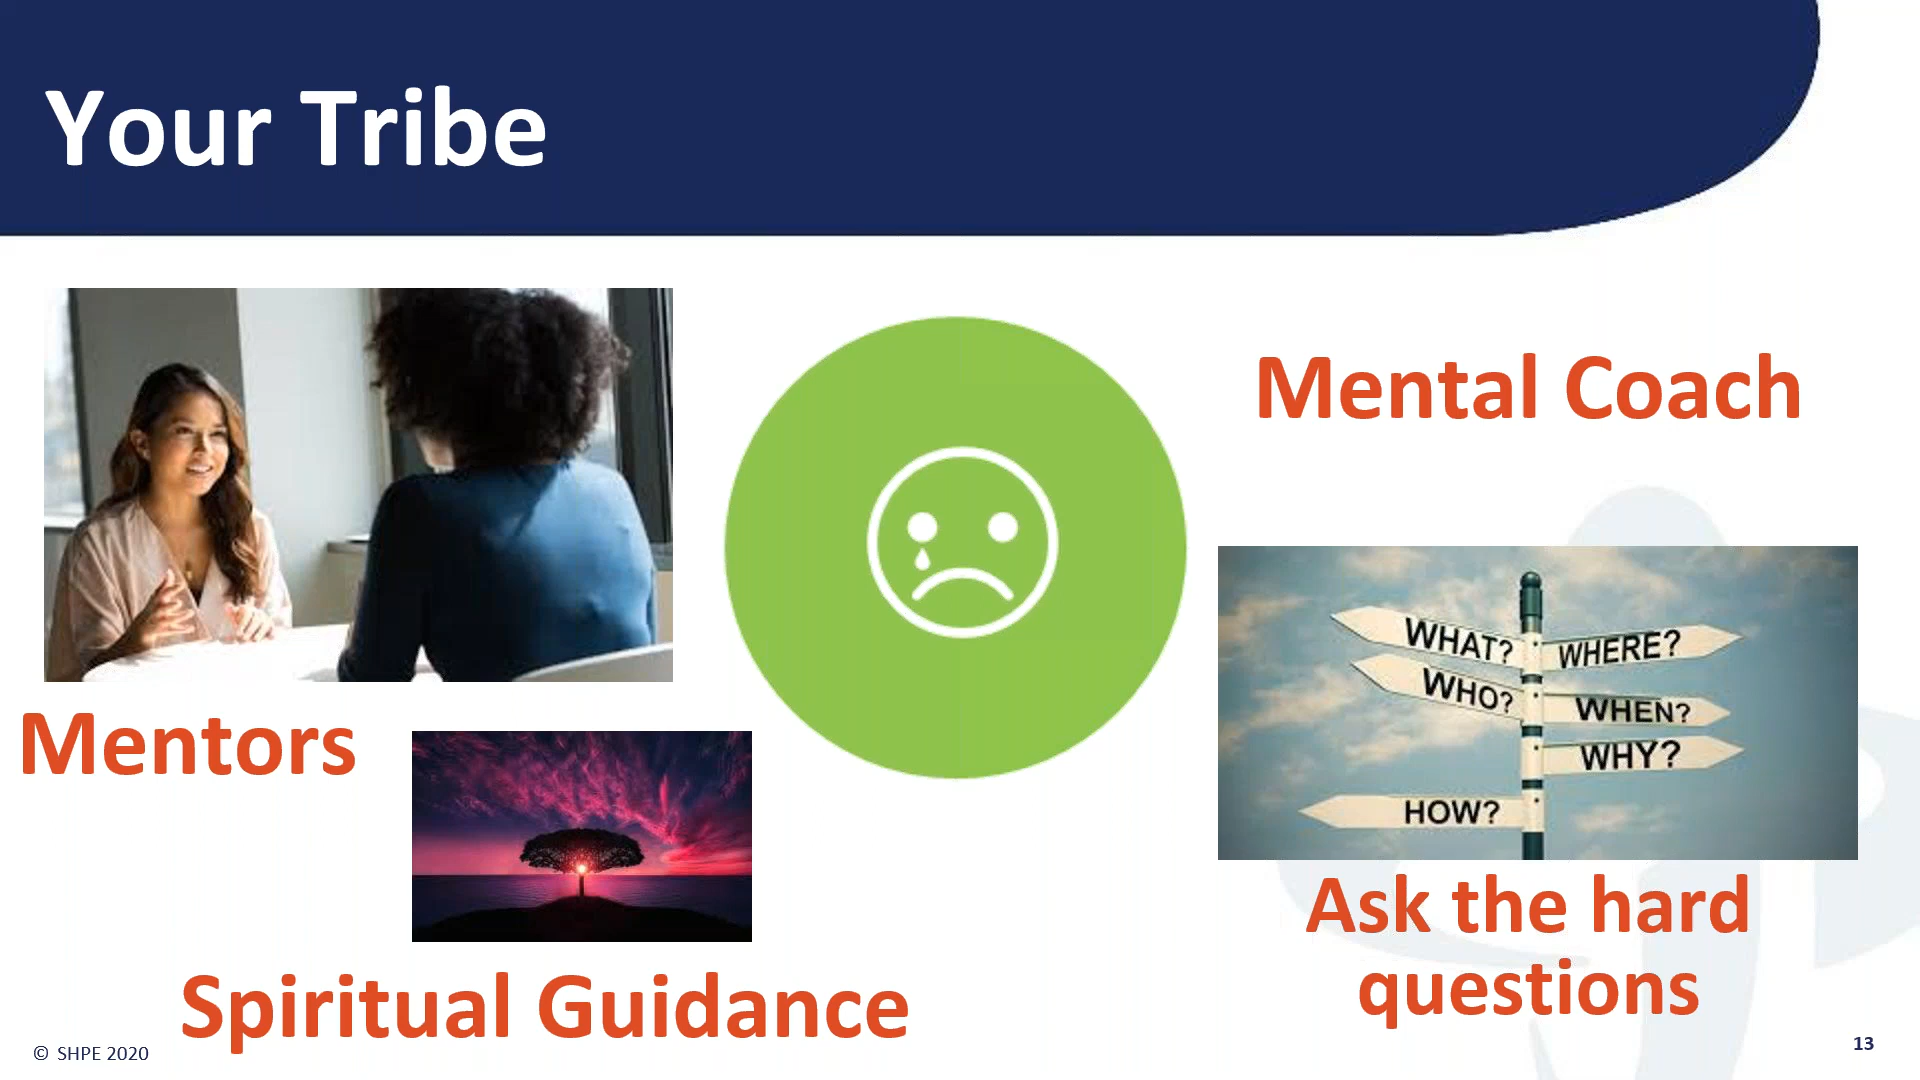 Your Tribe
Mental Coach
WHAT?
WHERE?
WHO?
WHEN?
WHY?
HOW?
Mentors
Ask the hard
questions
Spiritual Guidance
© SHPE 2020
13